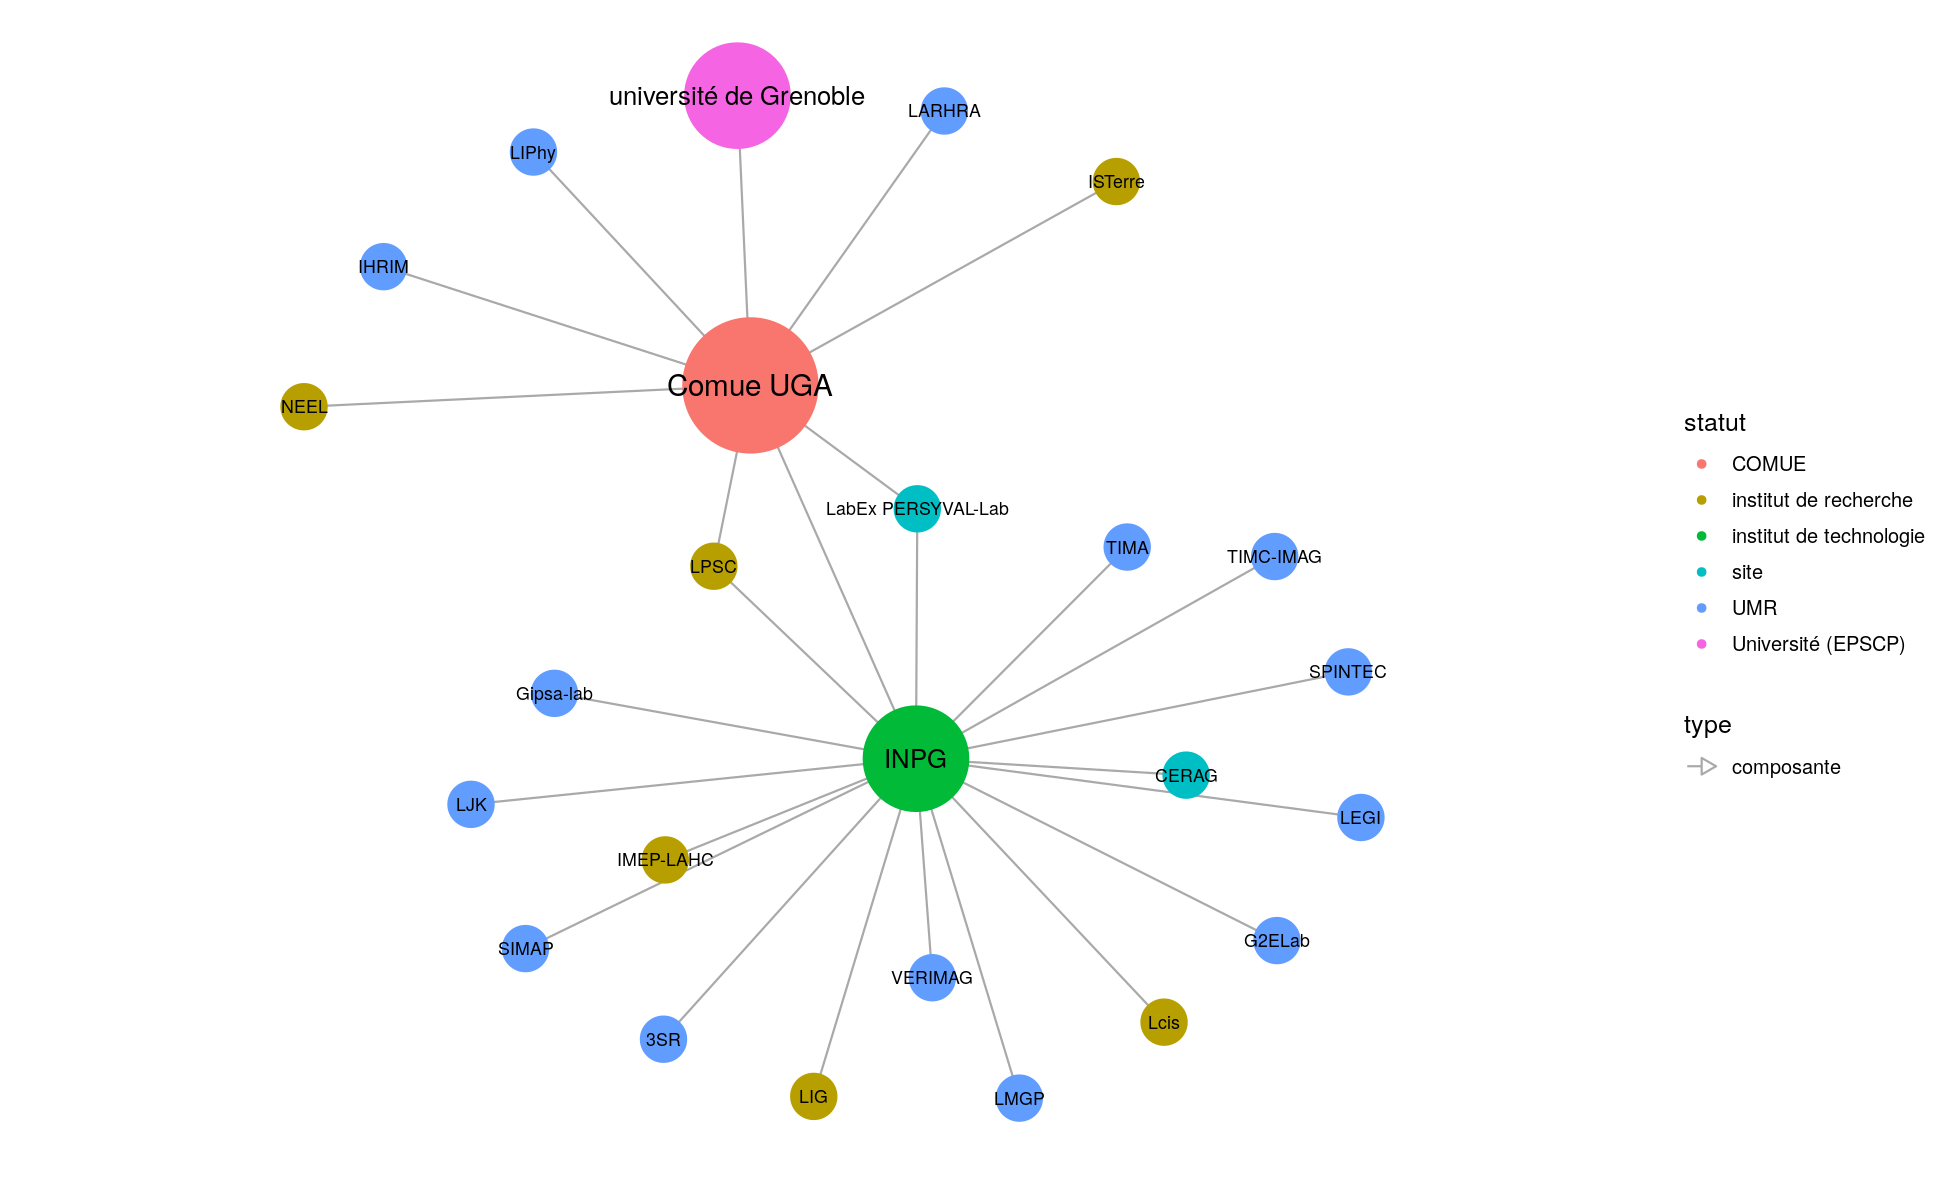 université de Grenoble
LARHRA
LIPhy
ISTerre
IHRIM
Comue UGA
NEEL
LabEx PERSYVAL-Lab
TIMA
TIMC-IMAG
LPSC
SPINTEC
Gipsa-lab
INPG
CERAG
LJK
LEGI
IMEP-LAHC
G2ELab
SIMAP
VERIMAG
Lcis
3SR
LIG
LMGP
statut
COMUE
institut de recherche
institut de technologie
site
UMR
Université (EPSCP)
type
composante